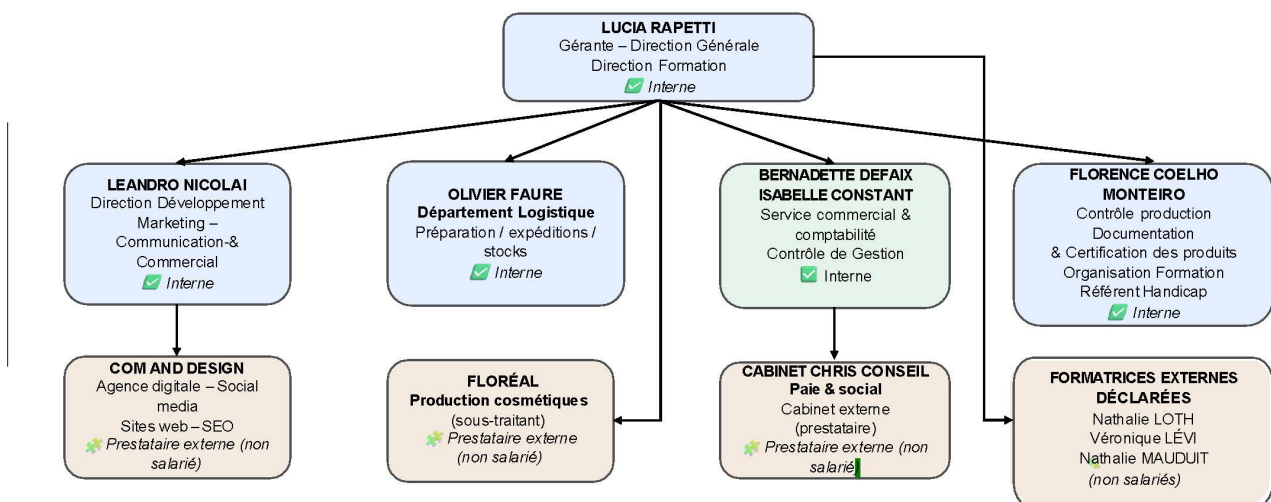 LUCIA RAPETTI
Gérante – Direction Générale
Direction Formation
✅ Interne
LEANDRO NICOLAI
Direction Développement
Marketing –
Communication-&
Commercial
✅ Interne
OLIVIER FAURE
Département Logistique
Préparation / expéditions /
stocks
✅ Interne
BERNADETTE DEFAIX
ISABELLE CONSTANT
Service commercial &
comptabilité
Contrôle de Gestion
✅ Interne
FLORENCE COELHO
MONTEIRO
Contrôle production
Documentation
& Certification des produits
Organisation Formation
Référent Handicap
✅ Interne
COM AND DESIGN
Agence digitale – Social
media
Sites web – SEO
🧩 Prestataire externe (non
salarié)
FLORÉAL
Production cosmétiques
(sous-traitant)
🧩 Prestataire externe
(non salarié)
CABINET CHRIS CONSEIL
Paie & social
Cabinet externe
(prestataire)
🧩 Prestataire externe (non
salarié)
FORMATRICES EXTERNES
DÉCLARÉES
Nathalie LOTH
Véronique LÉVI
Nathalie MAUDUIT
(non salariés)